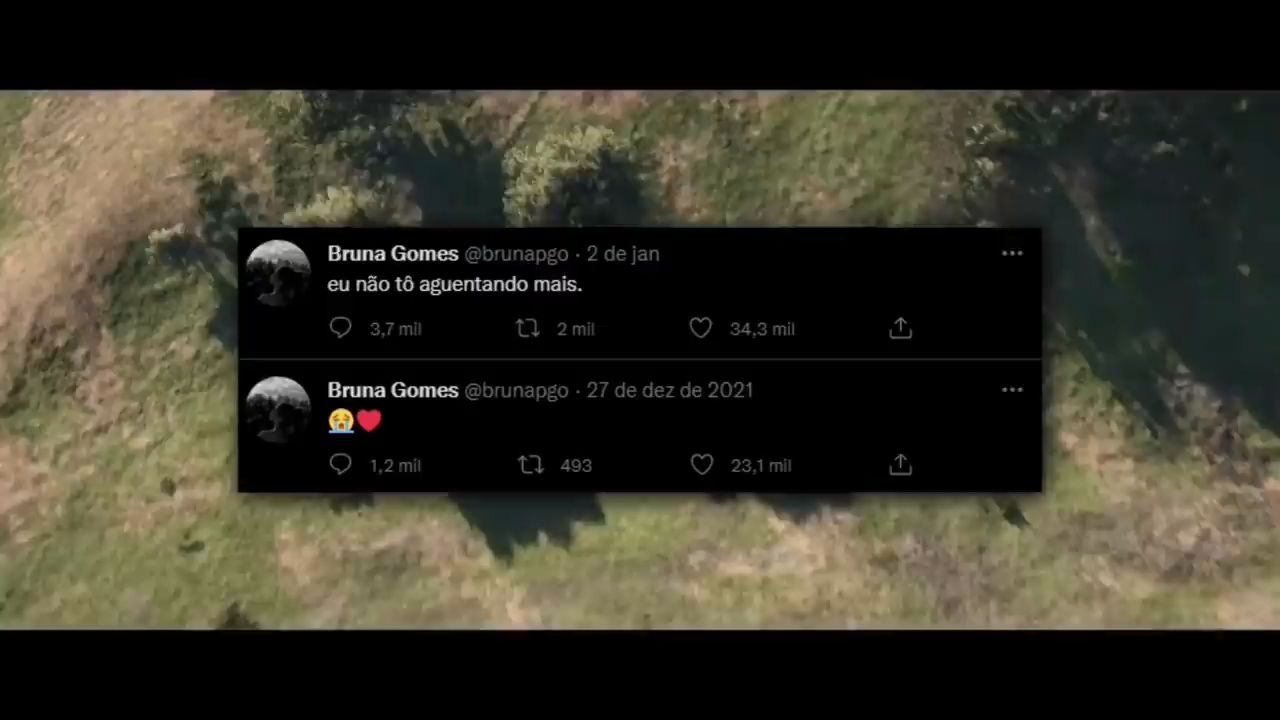 Bruna Gomes @brunapgo · 2 de jan
eu não tô aguentando mais.
3,7 mil 2 mil 34,3 mil
Bruna Gomes @brunapgo · 27 de dez de 2021
😭❤️
1,2 mil 493 23,1 mil